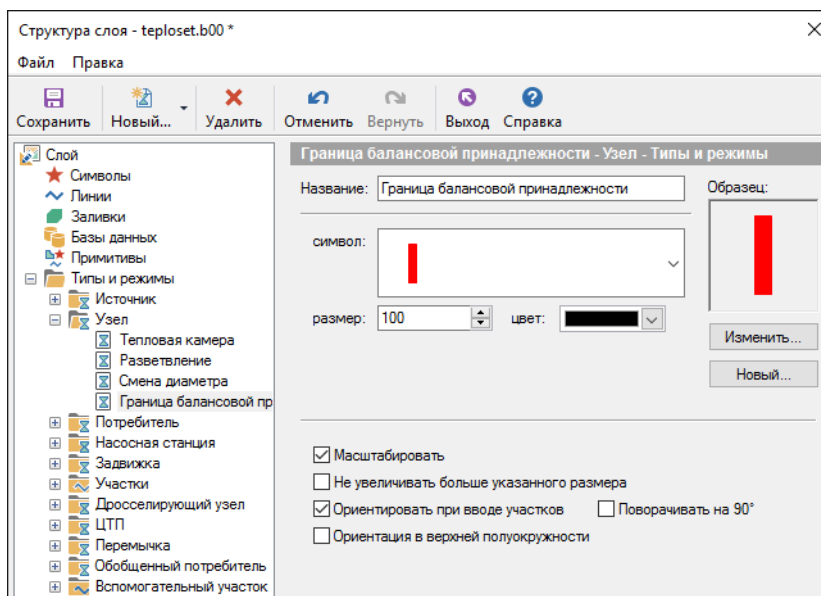 Структура слоя - teploset.b00 *
Файл Правка
Сохранить Новый... Удалить Отменить Вернуть Выход Справка
Слой
Символы
Линии
Заливки
Базы данных
Примитивы
Типы и режимы
Источник
Узел
Тепловая камера
Разветвление
Смена диаметра
Граница балансовой пр
Потребитель
Насосная станция
Задвижка
Участки
Дросселирующий узел
ЦТП
Перемычка
Обобщенный потребитель
Вспомогательный участок
Граница балансовой принадлежности - Узел - Типы и режимы
Название: Граница балансовой принадлежности
Образец:
символ:
размер: 100 цвет:
Изменить...
Новый...
Масштабировать
Не увеличивать больше указанного размера
Ориентировать при вводе участков Поворачивать на 90°
Ориентация в верхней полуокружности